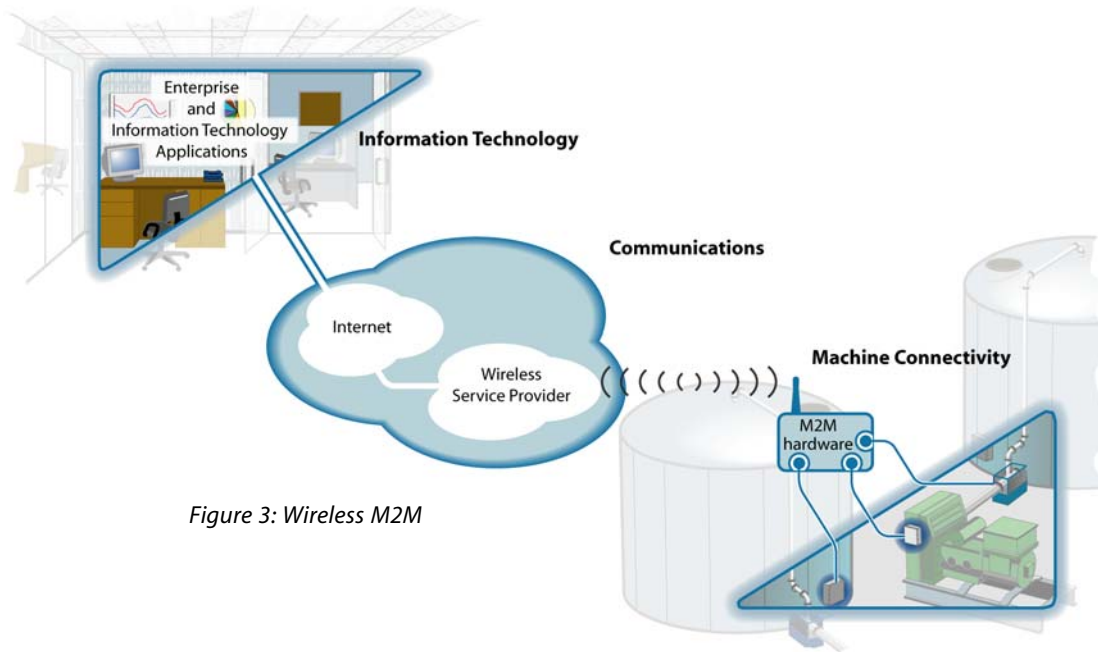 Enterprise
and
Information Technology
Applications
Information Technology
Communications
Internet
Wireless
Service Provider
Machine Connectivity
M2M
hardware
Figure 3: Wireless M2M